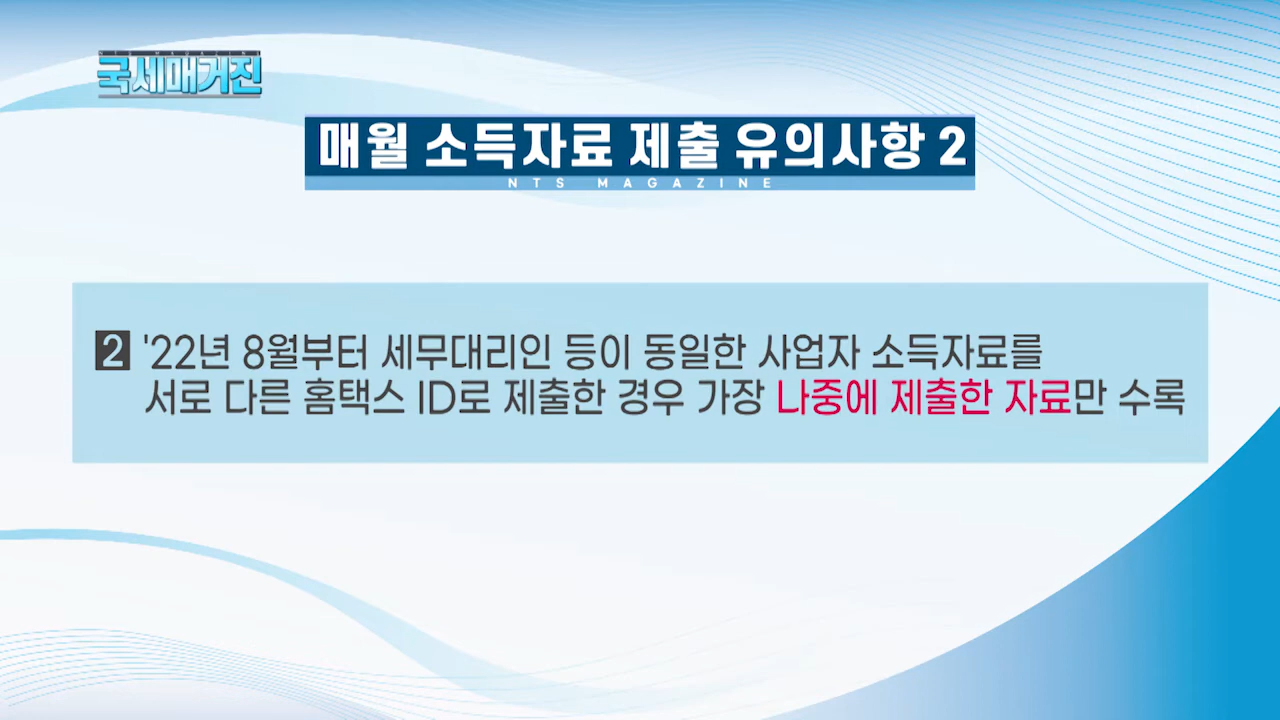 NTS MAGAZINE
국세매거진
매월 소득자료 제출 유의사항 2
NTS MAGAZINE
2 '22년 8월부터 세무대리인 등이 동일한 사업자 소득자료를
서로 다른 홈택스 ID로 제출한 경우 가장 나중에 제출한 자료만 수록